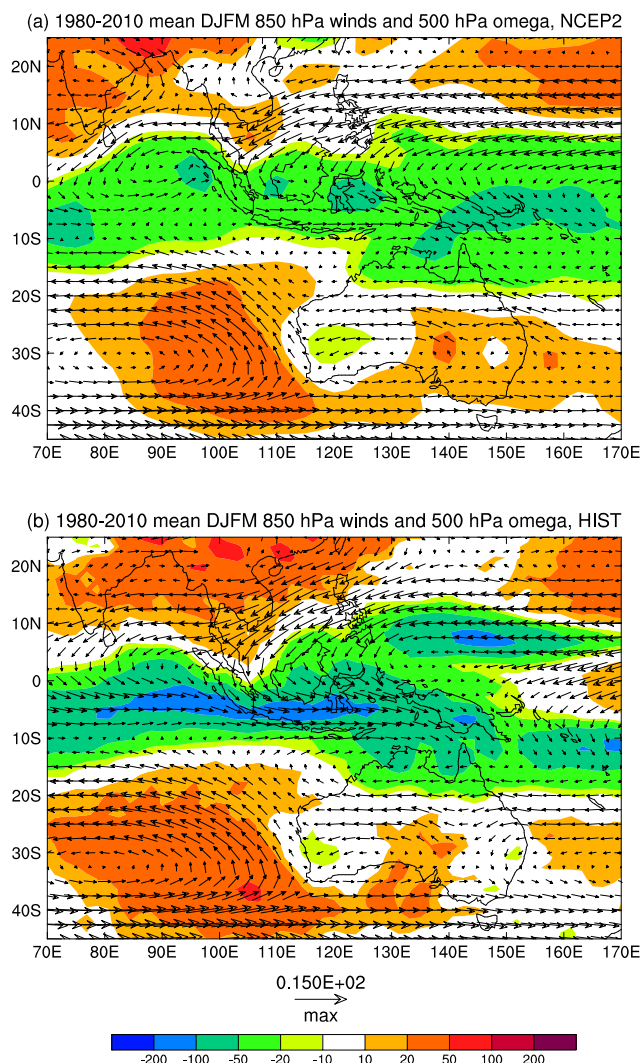 (a) 1980-2010 mean DJFM 850 hPa winds and 500 hPa omega, NCEP2
20N
10N
0
10S
20S
30S
40S
70E 80E 90E 100E 110E 120E 130E 140E 150E 160E 170E
(b) 1980-2010 mean DJFM 850 hPa winds and 500 hPa omega, HIST
20N
10N
0
10S
20S
30S
40S
70E 80E 90E 100E 110E 120E 130E 140E 150E 160E 170E
0.150E+02
max
-200 -100 -50 -20 -10 10 20 50 100 200